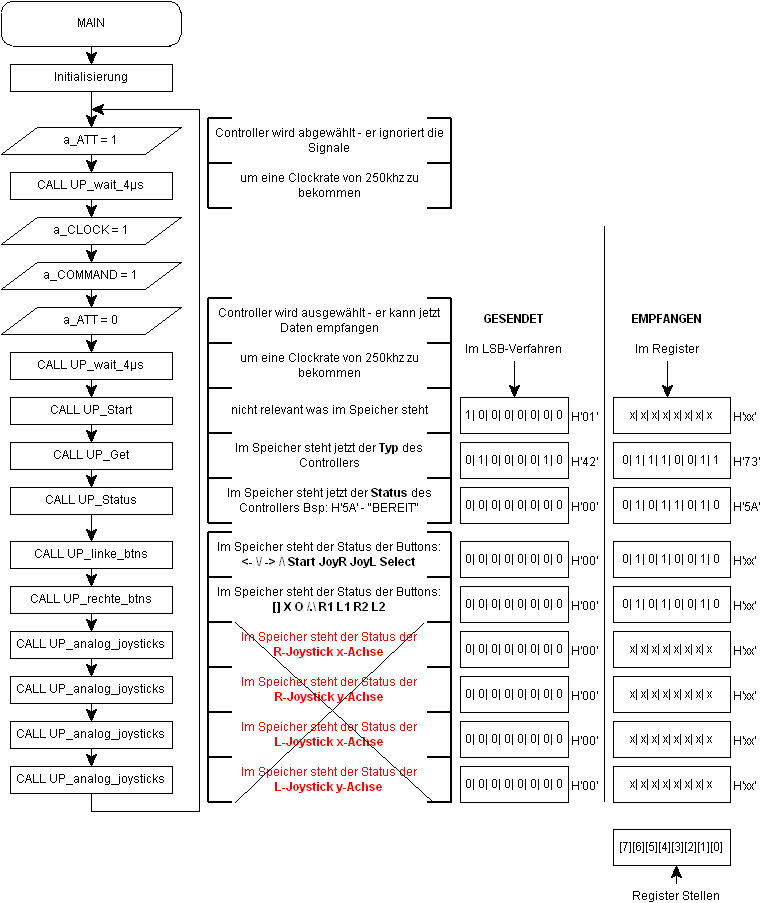 MAIN
Initialisierung
a_ATT = 1
Controller wird abgewählt - er ignoriert die
Signale
CALL UP_wait_4µs
um eine Clockrate von 250khz zu
bekommen
a_CLOCK = 1
a_COMMAND = 1
a_ATT = 0
Controller wird ausgewählt - er kann jetzt
Daten empfangen
GESENDET
EMPFANGEN
CALL UP_wait_4µs
um eine Clockrate von 250khz zu
bekommen
Im LSB-Verfahren
Im Register
CALL UP_Start
nicht relevant was im Speicher steht
1| 0| 0| 0| 0| 0| 0| 0
H'01'
x| x| x| x| x| x| x| x
H'xx'
CALL UP_Get
Im Speicher steht jetzt der Typ des
Controllers
0| 1| 0| 0| 0| 0| 1| 0
H'42'
0| 1| 1| 1| 0| 0| 1| 1
H'73'
CALL UP_Status
Im Speicher steht jetzt der Status des
Controllers Bsp: H'5A' - "BEREIT"
0| 0| 0| 0| 0| 0| 0| 0
H'00'
0| 1| 0| 1| 1| 0| 1| 0
H'5A'
CALL UP_linke_btns
Im Speicher steht der Status der Buttons:
<- \/ -> /\ Start JoyR JoyL Select
0| 0| 0| 0| 0| 0| 0| 0
H'00'
0| 1| 0| 1| 0| 0| 1| 0
H'xx'
CALL UP_rechte_btns
Im Speicher steht der Status der Buttons:
[] X O /.\ R1 L1 R2 L2
0| 0| 0| 0| 0| 0| 0| 0
H'00'
0| 1| 0| 1| 0| 0| 1| 0
H'xx'
CALL UP_analog_joysticks
Im Speicher steht der Status der
R-Joystick x-Achse
0| 0| 0| 0| 0| 0| 0| 0
H'00'
x| x| x| x| x| x| x| x
H'xx'
CALL UP_analog_joysticks
Im Speicher steht der Status der
R-Joystick y-Achse
0| 0| 0| 0| 0| 0| 0| 0
H'00'
x| x| x| x| x| x| x| x
H'xx'
CALL UP_analog_joysticks
Im Speicher steht der Status der
L-Joystick x-Achse
0| 0| 0| 0| 0| 0| 0| 0
H'00'
x| x| x| x| x| x| x| x
H'xx'
CALL UP_analog_joysticks
Im Speicher steht der Status der
L-Joystick y-Achse
0| 0| 0| 0| 0| 0| 0| 0
H'00'
x| x| x| x| x| x| x| x
H'xx'
[7][6][5][4][3][2][1][0]
Register Stellen